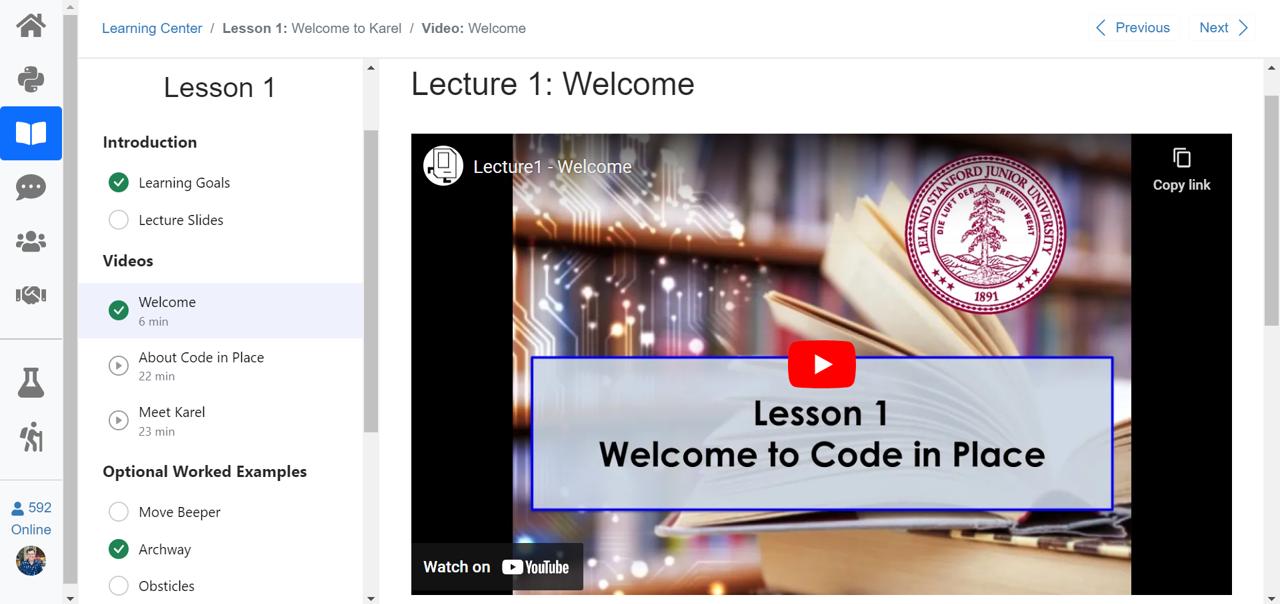 Learning Center / Lesson 1: Welcome to Karel / Video: Welcome
Previous
Next
Lesson 1
Introduction
Learning Goals
Lecture Slides
Videos
Welcome
6 min
About Code in Place
22 min
Meet Karel
23 min
Optional Worked Examples
Move Beeper
Archway
Obsticles
592
Online
Lecture 1: Welcome
Lecture1 - Welcome
Copy link
LELAND STANFORD JUNIOR UNIVERSITY
DIE LUFT DER FREIHEIT WEHT
1891
Lesson 1
Welcome to Code in Place
Watch on YouTube